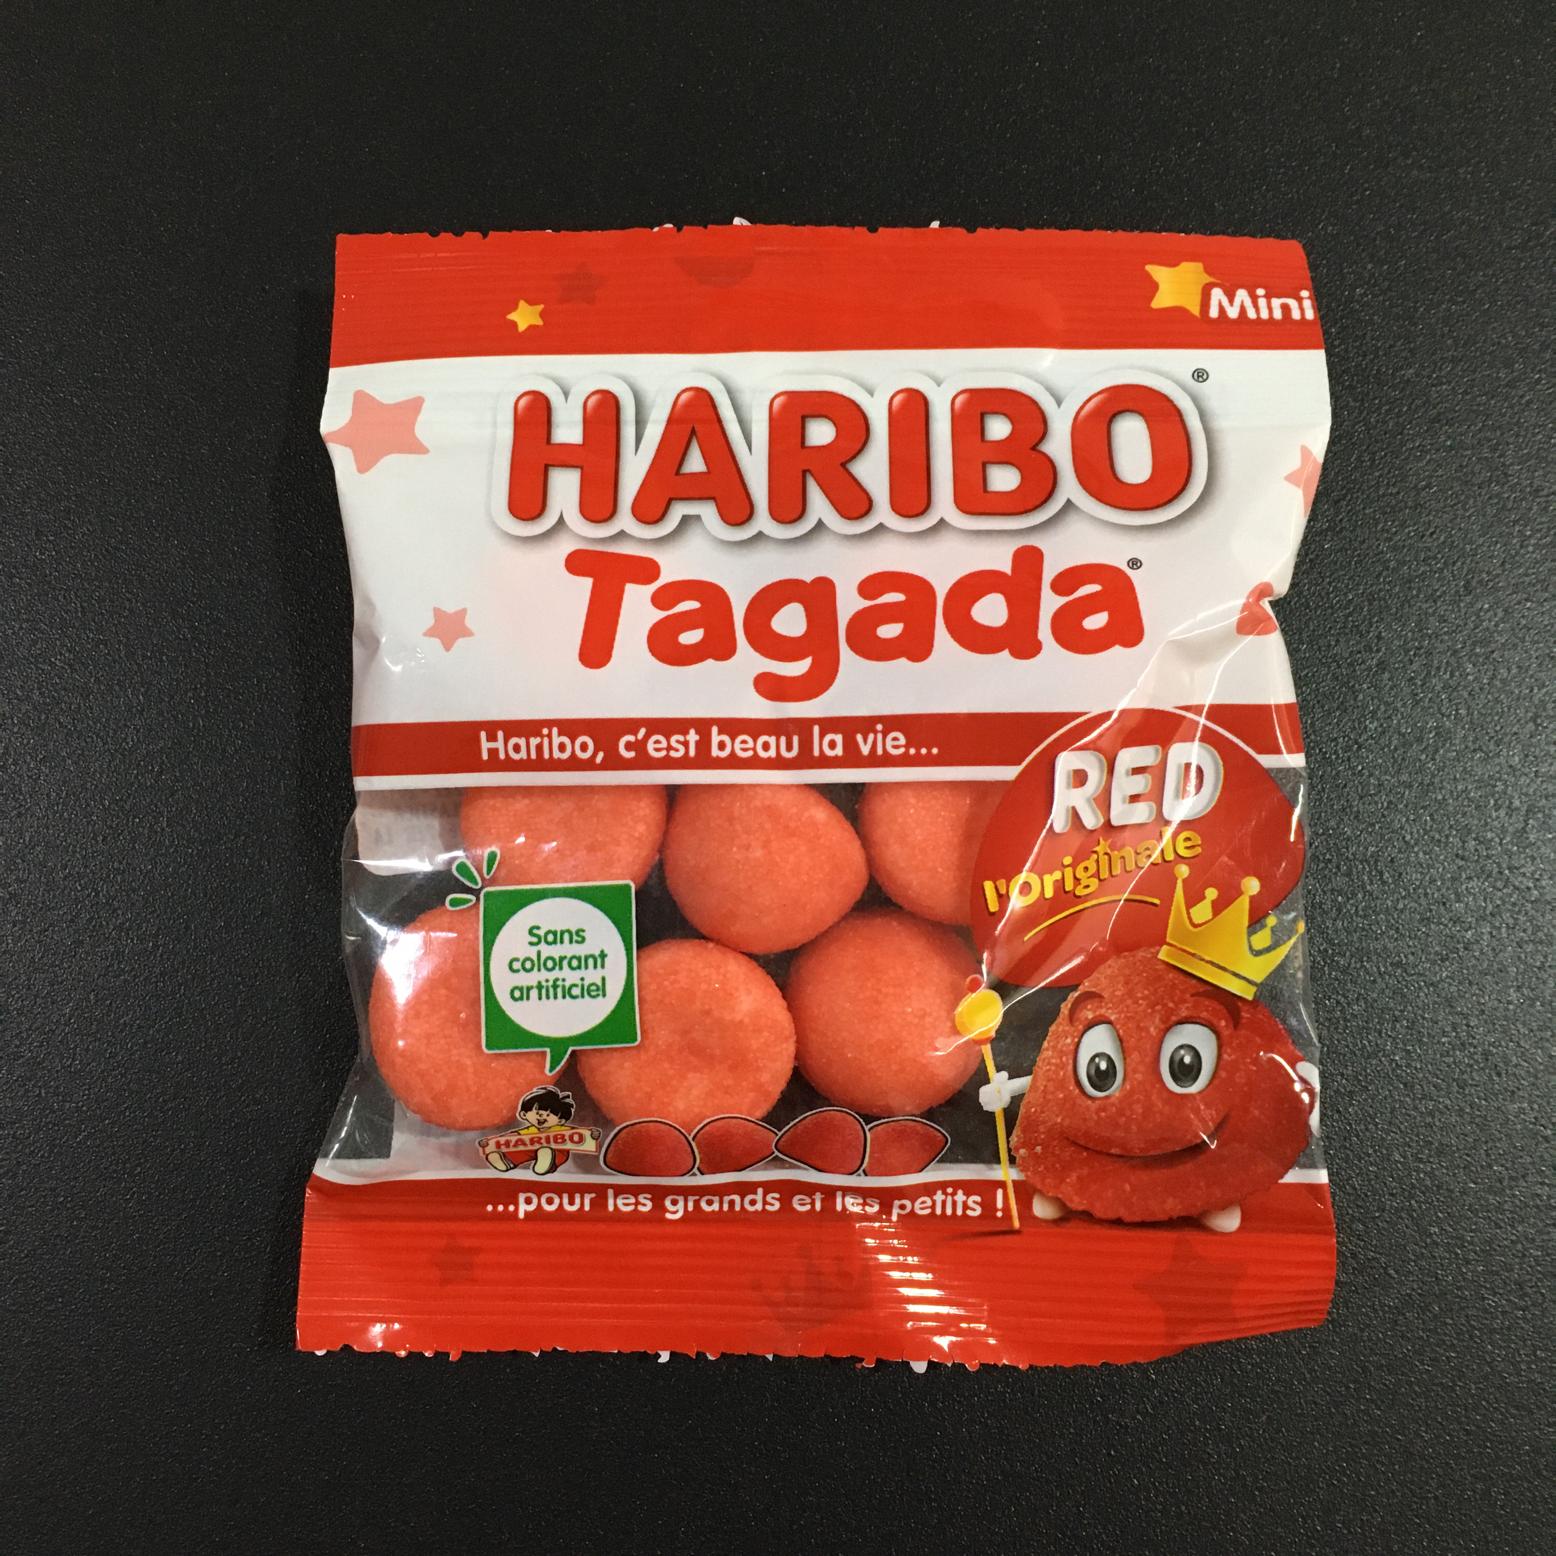 Mini
HARIBO®
Tagada®
Haribo, c'est beau la vie...
RED
l'Originale
Sans
colorant
artificiel
HARIBO
...pour les grands et les petits !